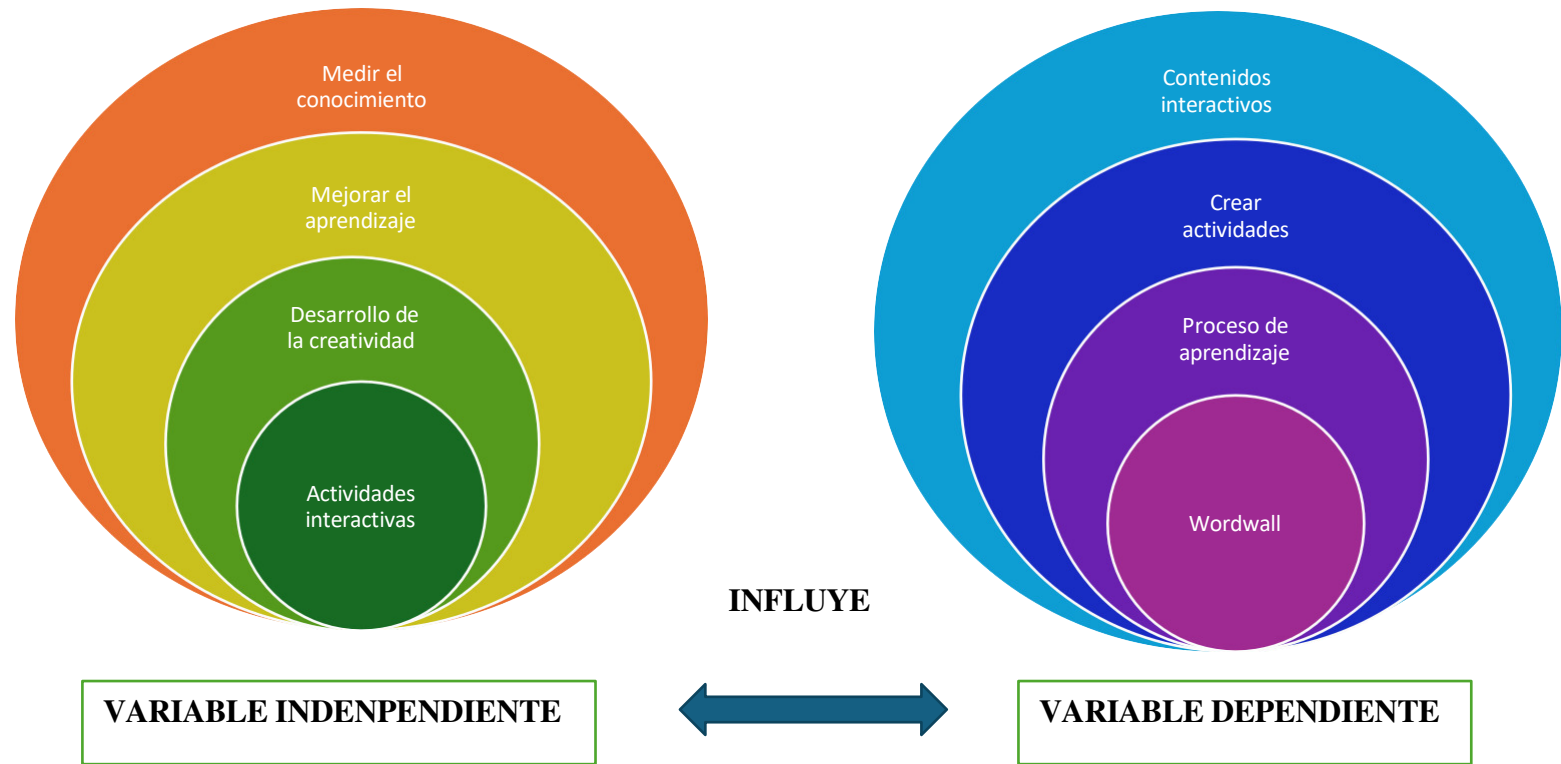 Medir el
conocimiento
Mejorar el
aprendizaje
Desarrollo de
la creatividad
Actividades
interactivas
Contenidos
interactivos
Crear
actividades
Proceso de
aprendizaje
Wordwall
INFLUYE
VARIABLE INDENPENDIENTE
VARIABLE DEPENDIENTE